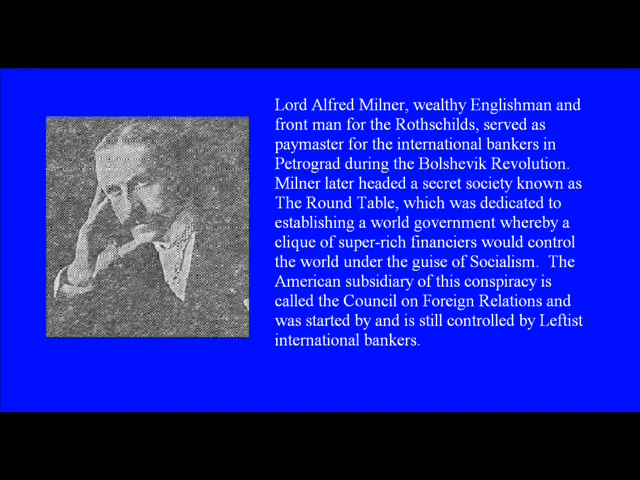 Lord Alfred Milner, wealthy Englishman and
front man for the Rothschilds, served as
paymaster for the international bankers in
Petrograd during the Bolshevik Revolution.
Milner later headed a secret society known as
The Round Table, which was dedicated to
establishing a world government whereby a
clique of super-rich financiers would control
the world under the guise of Socialism.  The
American subsidiary of this conspiracy is
called the Council on Foreign Relations and
was started by and is still controlled by Leftist
international bankers.